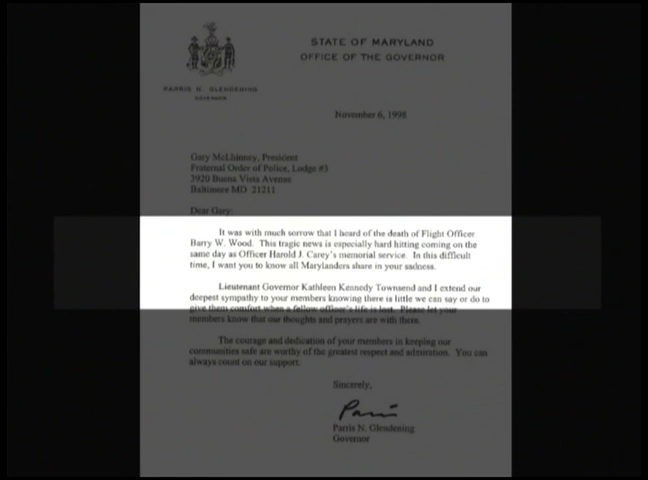 STATE OF MARYLAND
OFFICE OF THE GOVERNOR
PARRIS N. GLENDENING
GOVERNOR
November 6, 1998
Gary McLhinney, President
Fraternal Order of Police, Lodge #3
3920 Buena Vista Avenue
Baltimore MD 21211
Dear Gary:
It was with much sorrow that I heard of the death of Flight Officer
Barry W. Wood. This tragic news is especially hard hitting coming on the
same day as Officer Harold J. Carey's memorial service. In this difficult
time, I want you to know all Marylanders share in your sadness.
Lieutenant Governor Kathleen Kennedy Townsend and I extend our
deepest sympathy to your members knowing there is little we can say or do to
give them comfort when a fellow officer's life is lost. Please let your
members know that our thoughts and prayers are with them.
The courage and dedication of your members in keeping our
communities safe are worthy of the greatest respect and admiration. You can
always count on our support.
Sincerely,
Parris
Parris N. Glendening
Governor